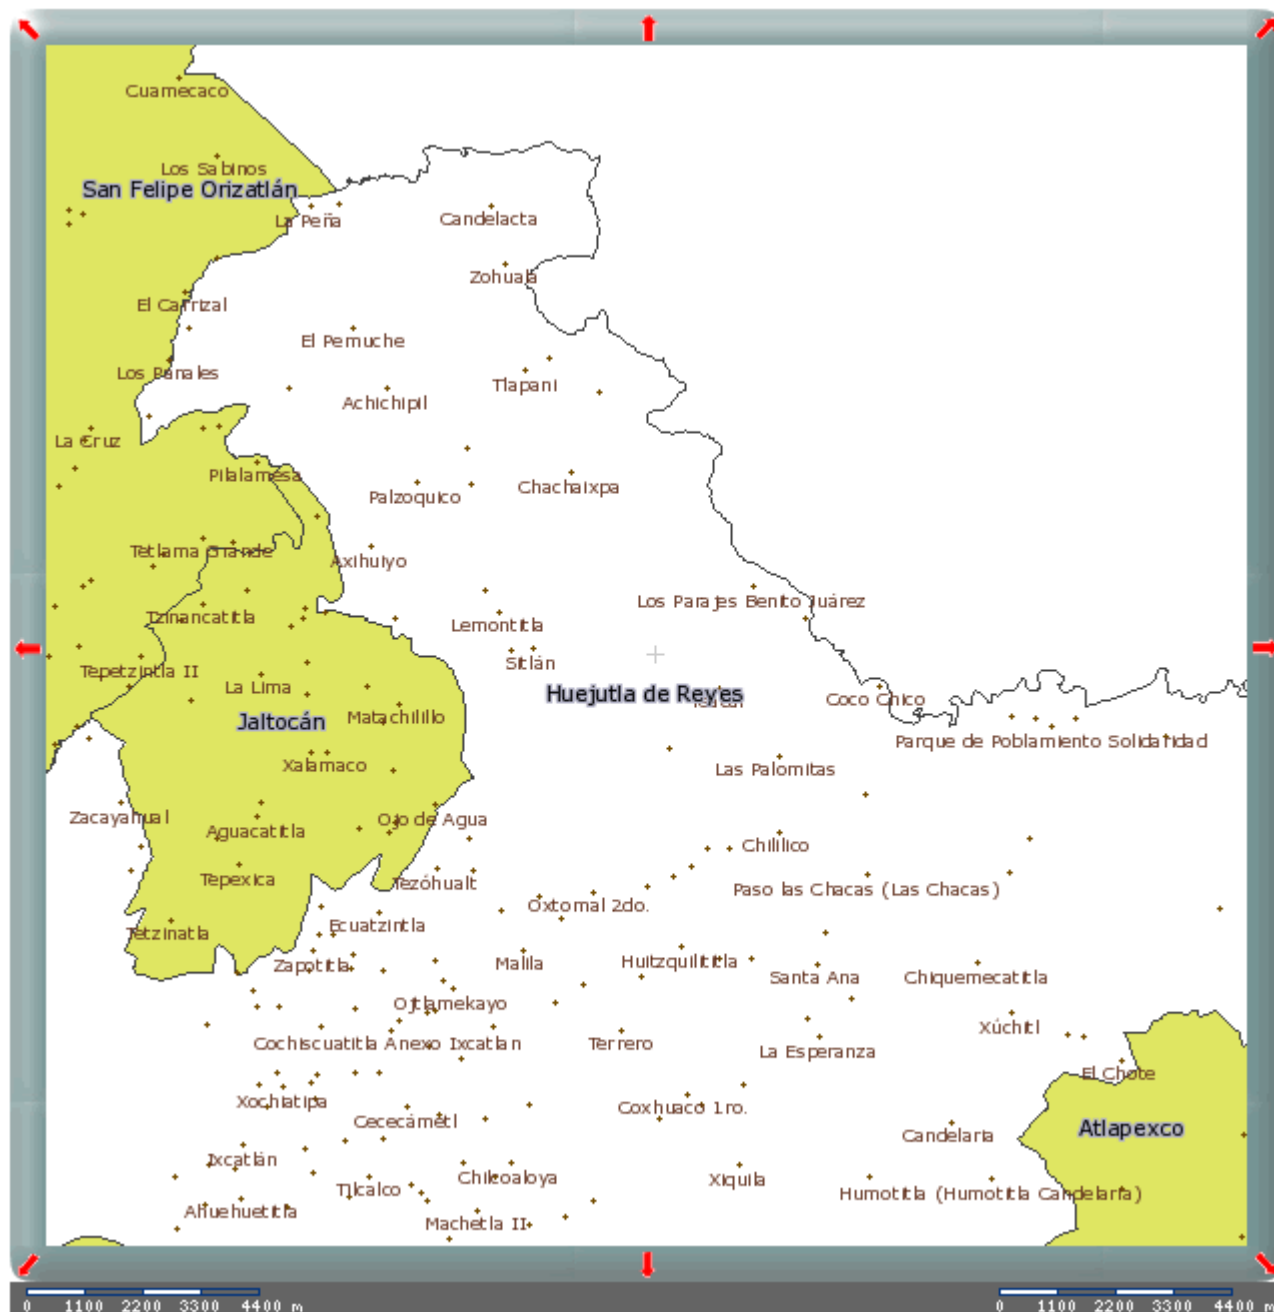 Cuamecaco
Los Sabinos
San Felipe Orizatlán
La Peña
Candelacta
Zohualá
El Carrizal
El Pemuche
Los Panales
Tlapani
Achichipil
La Cruz
Pilalamesa
Chachaixpa
Palzoquico
Tetlama Grande
Axihuiyo
Los Parajes Benito Juárez
Tzinancatitla
Lemontitla
Sitlán
Tepetzintla II
La Lima
Huejutla de Reyes
Coco Chico
Matachilillo
Jaltocán
Parque de Poblamiento Solidaridad
Xalamaco
Las Palomitas
Zacayahual
Ojo de Agua
Aguacatitla
Chililico
Tepexica
Tezóhualt
Paso las Chacas (Las Chacas)
Oxtomal 2do.
Ecuatzintla
Tetzinatla
Zapotitla
Malila
Huitzquilititla
Santa Ana
Chiquemecatitla
Ojtlamekayo
Xúchitl
Cochiscuatitla Anexo Ixcatlan
Terrero
La Esperanza
El Chote
Xochiatipa
Coxhuaco 1ro.
Cececámetl
Atlapexco
Candelaria
Ixcatlán
Chilcoaloya
Xiquila
Tllcalco
Humotitla (Humotitla Candelaria)
Ahuehuetitla
Machetla II
0 1100 2200 3300 4400 m
0 1100 2200 3300 4400 m